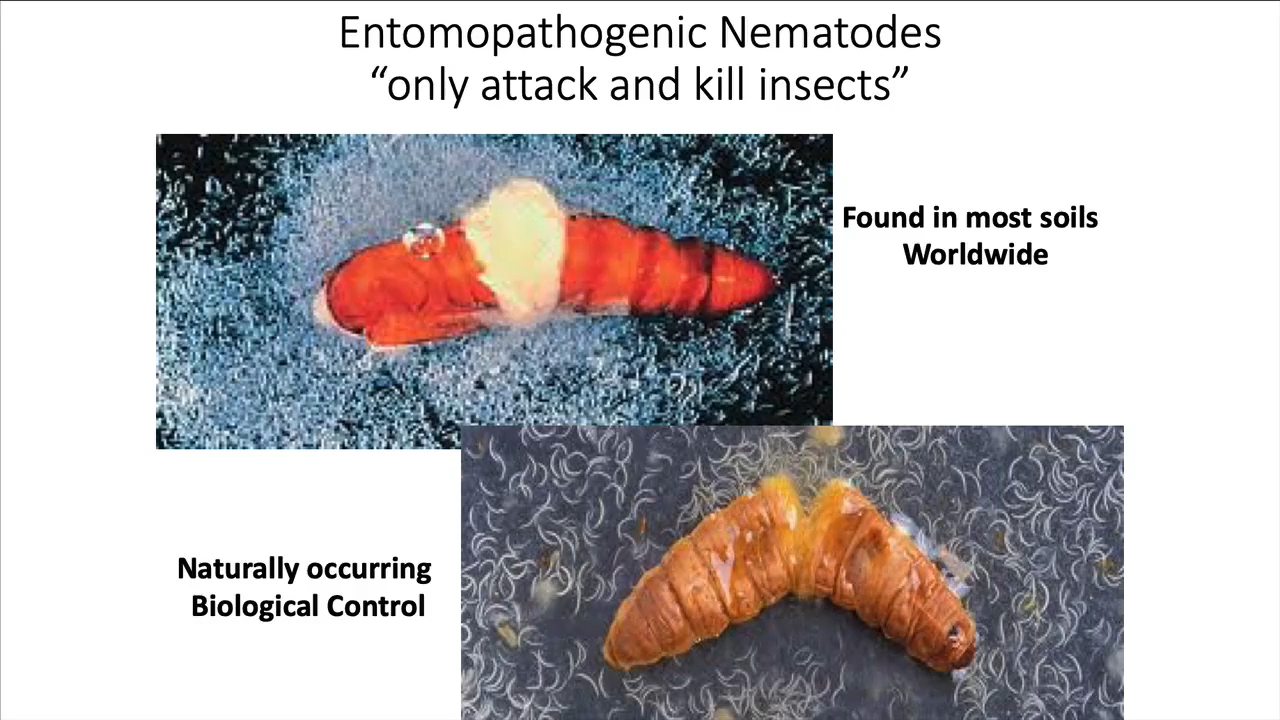 Entomopathogenic Nematodes
“only attack and kill insects”
Found in most soils
Worldwide
Naturally occurring
Biological Control